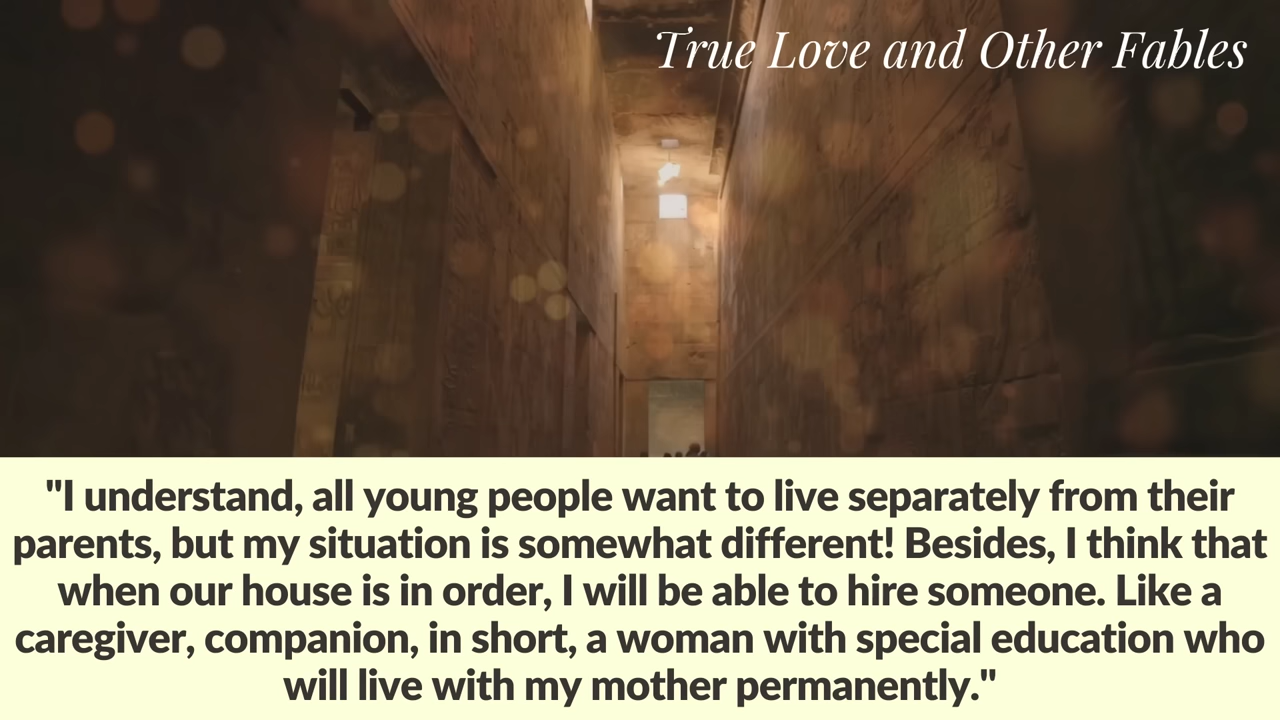 True Love and Other Fables
"I understand, all young people want to live separately from their
parents, but my situation is somewhat different! Besides, I think that
when our house is in order, I will be able to hire someone. Like a
caregiver, companion, in short, a woman with special education who
will live with my mother permanently."